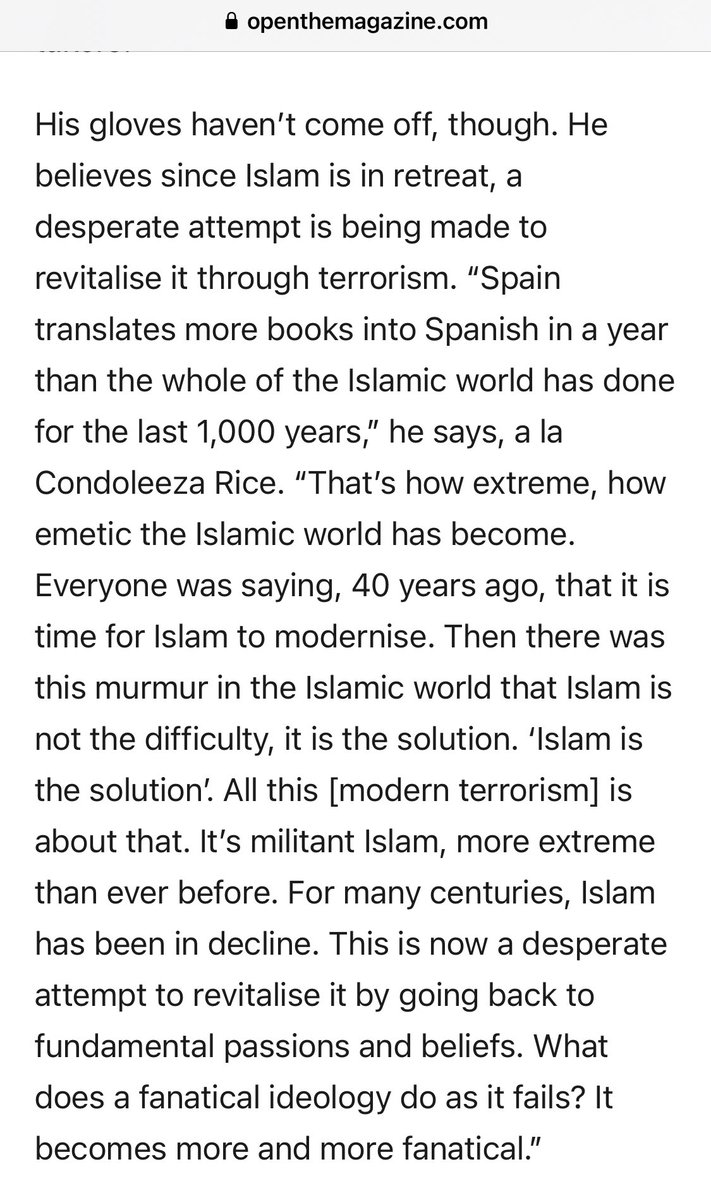 openthemagazine.com
His gloves haven’t come off, though. He
believes since Islam is in retreat, a
desperate attempt is being made to
revitalise it through terrorism. “Spain
translates more books into Spanish in a year
than the whole of the Islamic world has done
for the last 1,000 years,” he says, a la
Condoleeza Rice. “That’s how extreme, how
emetic the Islamic world has become.
Everyone was saying, 40 years ago, that it is
time for Islam to modernise. Then there was
this murmur in the Islamic world that Islam is
not the difficulty, it is the solution. ‘Islam is
the solution’. All this [modern terrorism] is
about that. It’s militant Islam, more extreme
than ever before. For many centuries, Islam
has been in decline. This is now a desperate
attempt to revitalise it by going back to
fundamental passions and beliefs. What
does a fanatical ideology do as it fails? It
becomes more and more fanatical.”